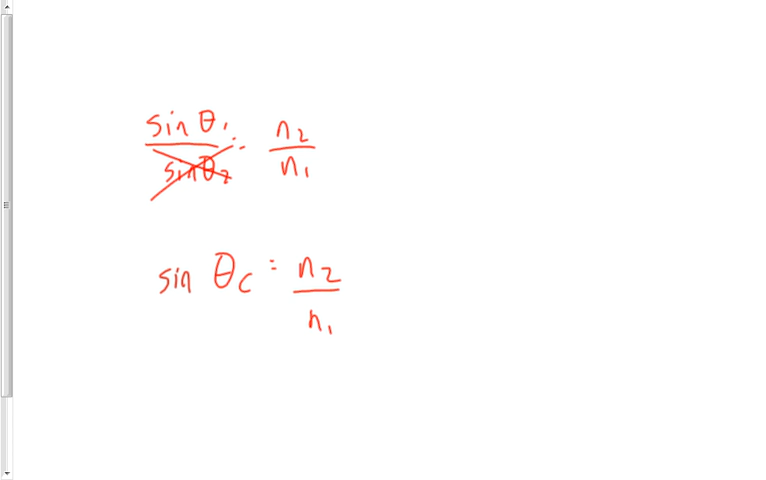 sin θ1 / sin θ2 = n2 / n1
sin θc = n2 / n1